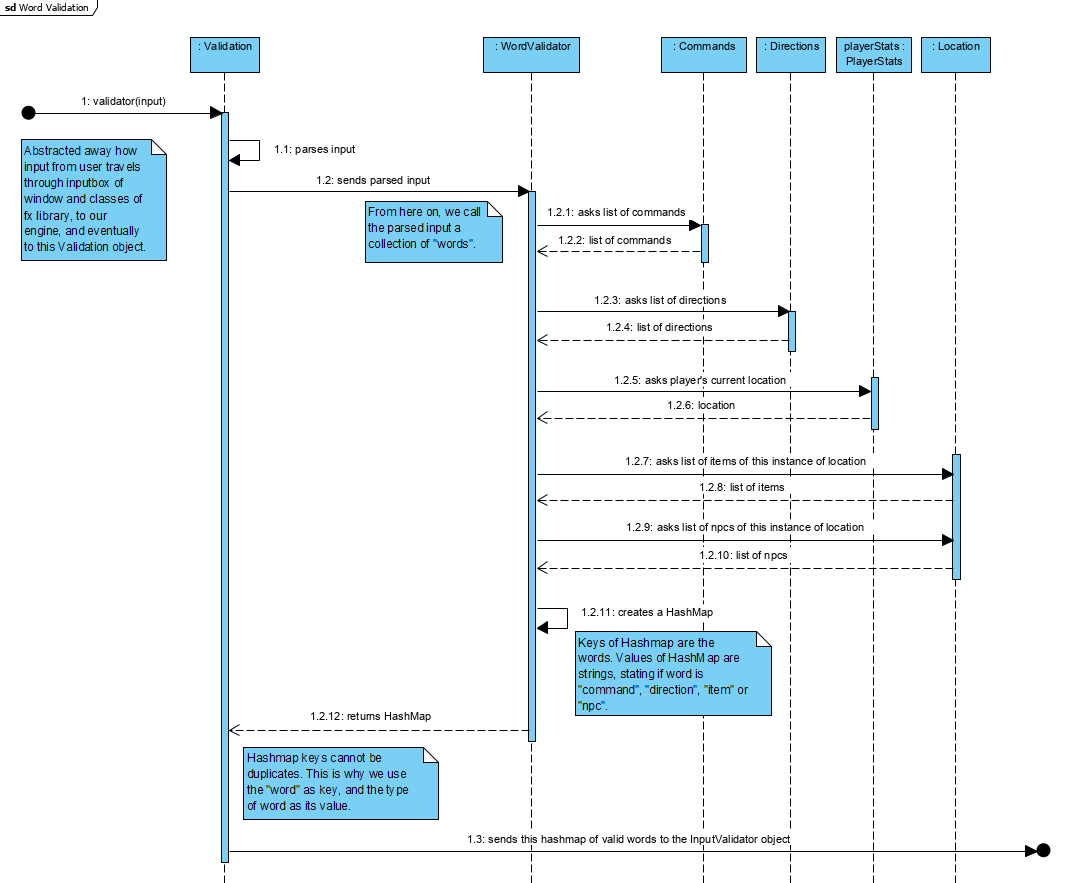 sd Word Validation
: Validation
: WordValidator
: Commands
: Directions
playerStats :
PlayerStats
: Location
1: validator(input)
Abstracted away how
input from user travels
through inputbox of
window and classes of
fx library, to our
engine, and eventually
to this Validation object.
1.1: parses input
1.2: sends parsed input
From here on, we call
the parsed input a
collection of "words".
1.2.1: asks list of commands
1.2.2: list of commands
1.2.3: asks list of directions
1.2.4: list of directions
1.2.5: asks player's current location
1.2.6: location
1.2.7: asks list of items of this instance of location
1.2.8: list of items
1.2.9: asks list of npcs of this instance of location
1.2.10: list of npcs
1.2.11: creates a HashMap
Keys of Hashmap are the
words. Values of HashMap are
strings, stating if word is
"command", "direction", "item" or
"npc".
1.2.12: returns HashMap
Hashmap keys cannot be
duplicates. This is why we use
the "word" as key, and the type
of word as its value.
1.3: sends this hashmap of valid words to the InputValidator object